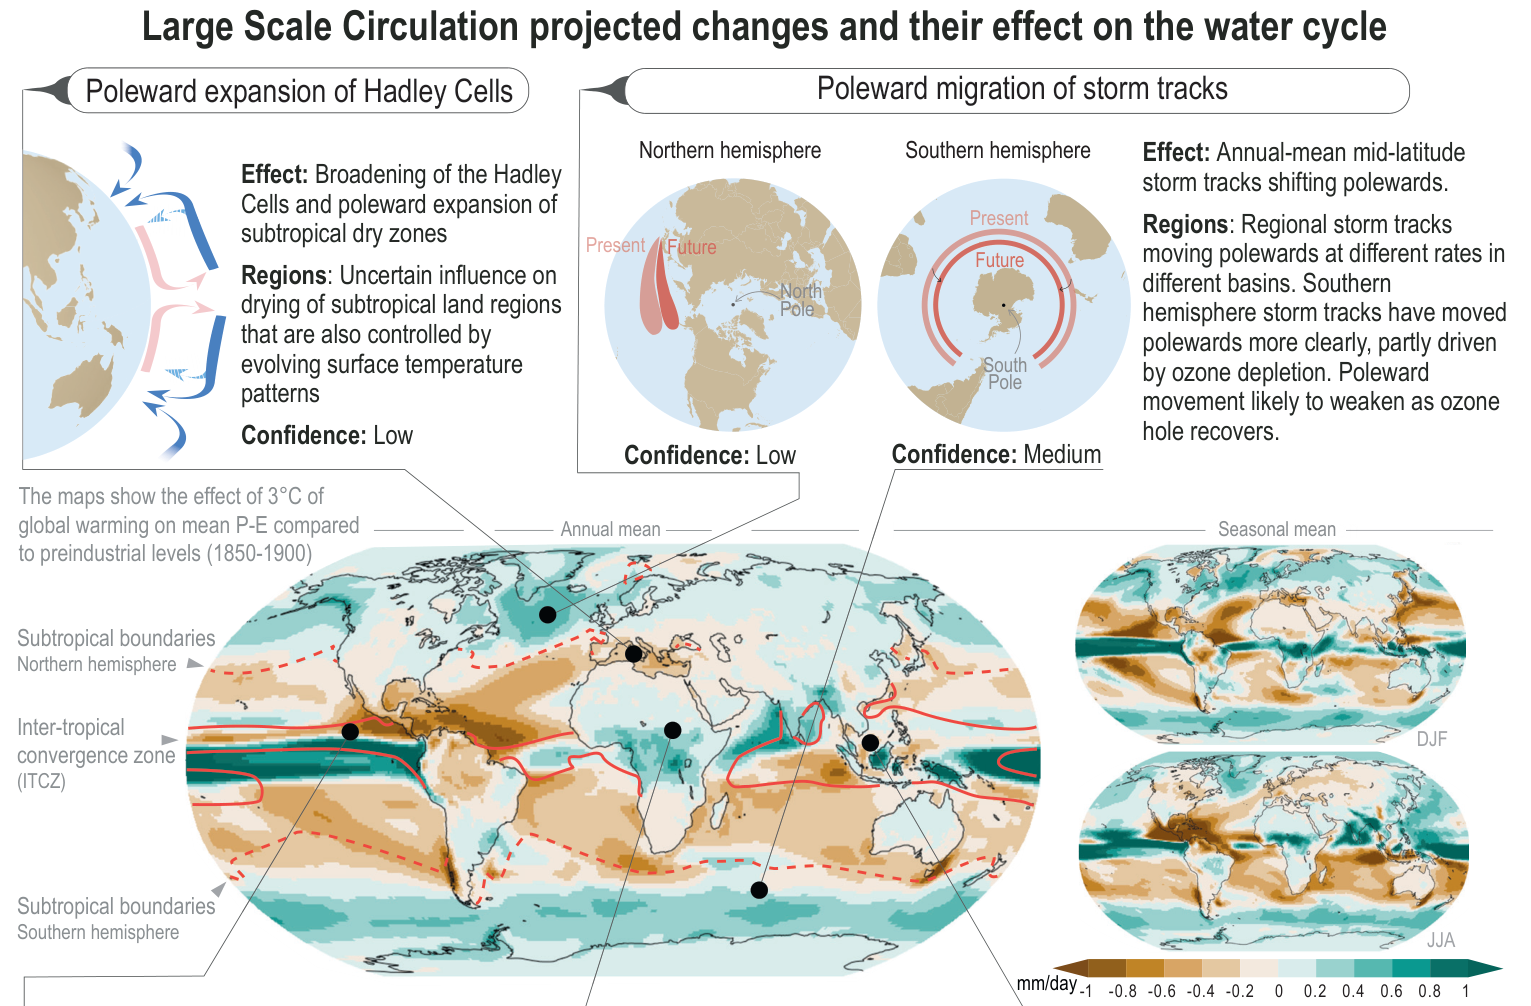 Large Scale Circulation projected changes and their effect on the water cycle
Poleward expansion of Hadley Cells
Effect: Broadening of the Hadley
Cells and poleward expansion of
subtropical dry zones
Regions: Uncertain influence on
drying of subtropical land regions
that are also controlled by
evolving surface temperature
patterns
Confidence: Low
Poleward migration of storm tracks
Northern hemisphere
Present
Future
North
Pole
Confidence: Low
Southern hemisphere
Present
Future
South
Pole
Confidence: Medium
Effect: Annual-mean mid-latitude
storm tracks shifting polewards.
Regions: Regional storm tracks
moving polewards at different rates in
different basins. Southern
hemisphere storm tracks have moved
polewards more clearly, partly driven
by ozone depletion. Poleward
movement likely to weaken as ozone
hole recovers.
The maps show the effect of 3°C of
global warming on mean P-E compared
to preindustrial levels (1850-1900)
Annual mean
Seasonal mean
Subtropical boundaries
Northern hemisphere
Inter-tropical
convergence zone
(ITCZ)
Subtropical boundaries
Southern hemisphere
DJF
JJA
mm/day -1 -0.8 -0.6 -0.4 -0.2 0 0.2 0.4 0.6 0.8 1